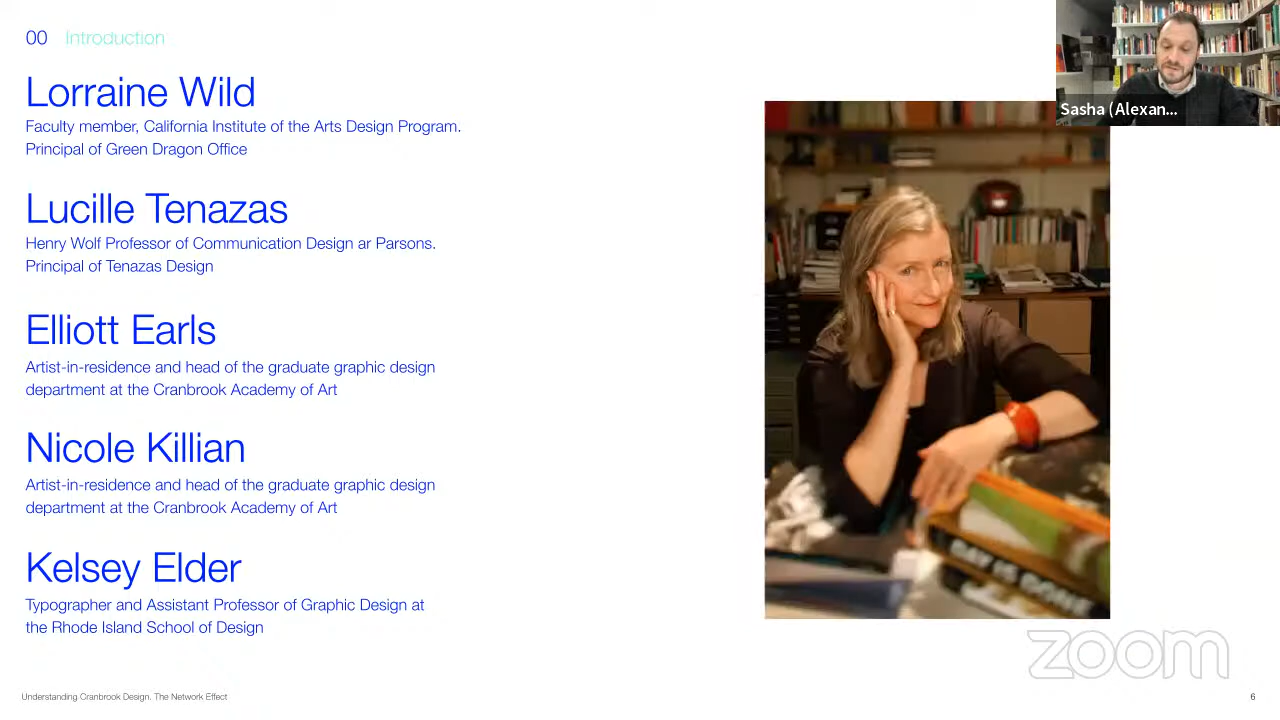 00 Introduction
Lorraine Wild
Faculty member, California Institute of the Arts Design Program.
Principal of Green Dragon Office
Lucille Tenazas
Henry Wolf Professor of Communication Design ar Parsons.
Principal of Tenazas Design
Elliott Earls
Artist-in-residence and head of the graduate graphic design
department at the Cranbrook Academy of Art
Nicole Killian
Artist-in-residence and head of the graduate graphic design
department at the Cranbrook Academy of Art
Kelsey Elder
Typographer and Assistant Professor of Graphic Design at
the Rhode Island School of Design
Sasha (Alexan...
DAY IS DONE
zoom
Understanding Cranbrook Design. The Network Effect
6